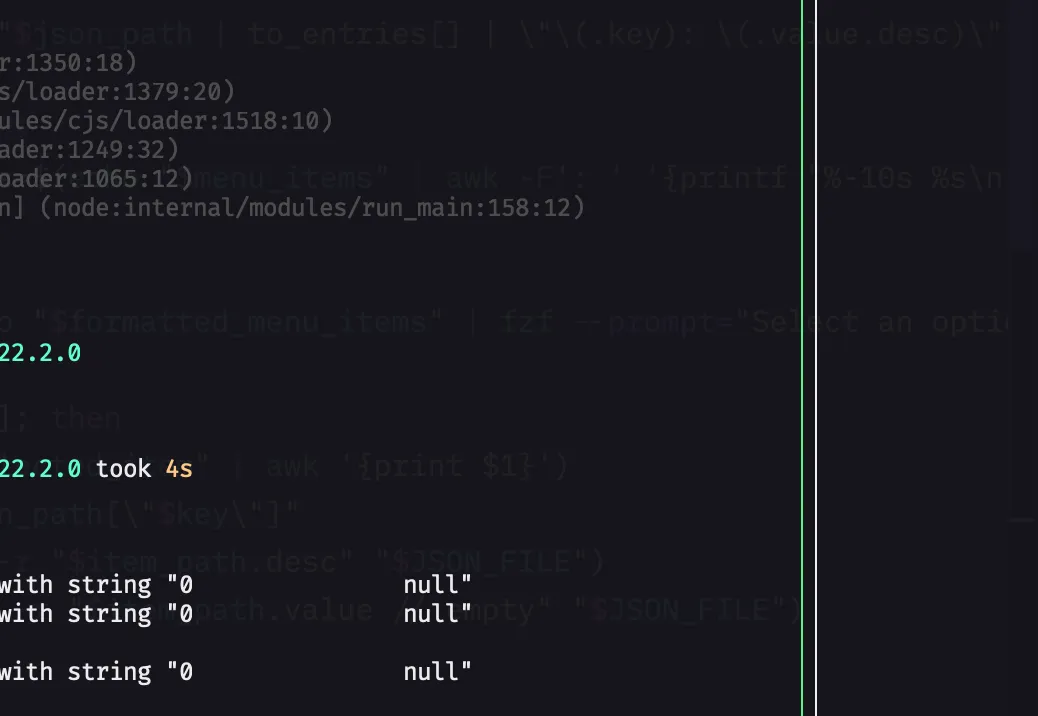 "$json_path | to_entries[] | \"\(.key): \(.value.desc)\"
r:1350:18)
s/loader:1379:20)
ules/cjs/loader:1518:10)
ader:1249:32)
oader:1065:12)
menu_items" | awk -F': ' '{printf "%-10s %s\n
n] (node:internal/modules/run_main:158:12)
o "$formatted_menu_items" | fzf --prompt="Select an optio
22.2.0
]; then
22.2.0 took 4s
" | awk '{print $1}')
n_path[\"$key\"]"
-r "$item_path.desc" "$JSON_FILE")
with string "0 null"
path.value // empty" "$JSON_FILE")
with string "0 null"
with string "0 null"